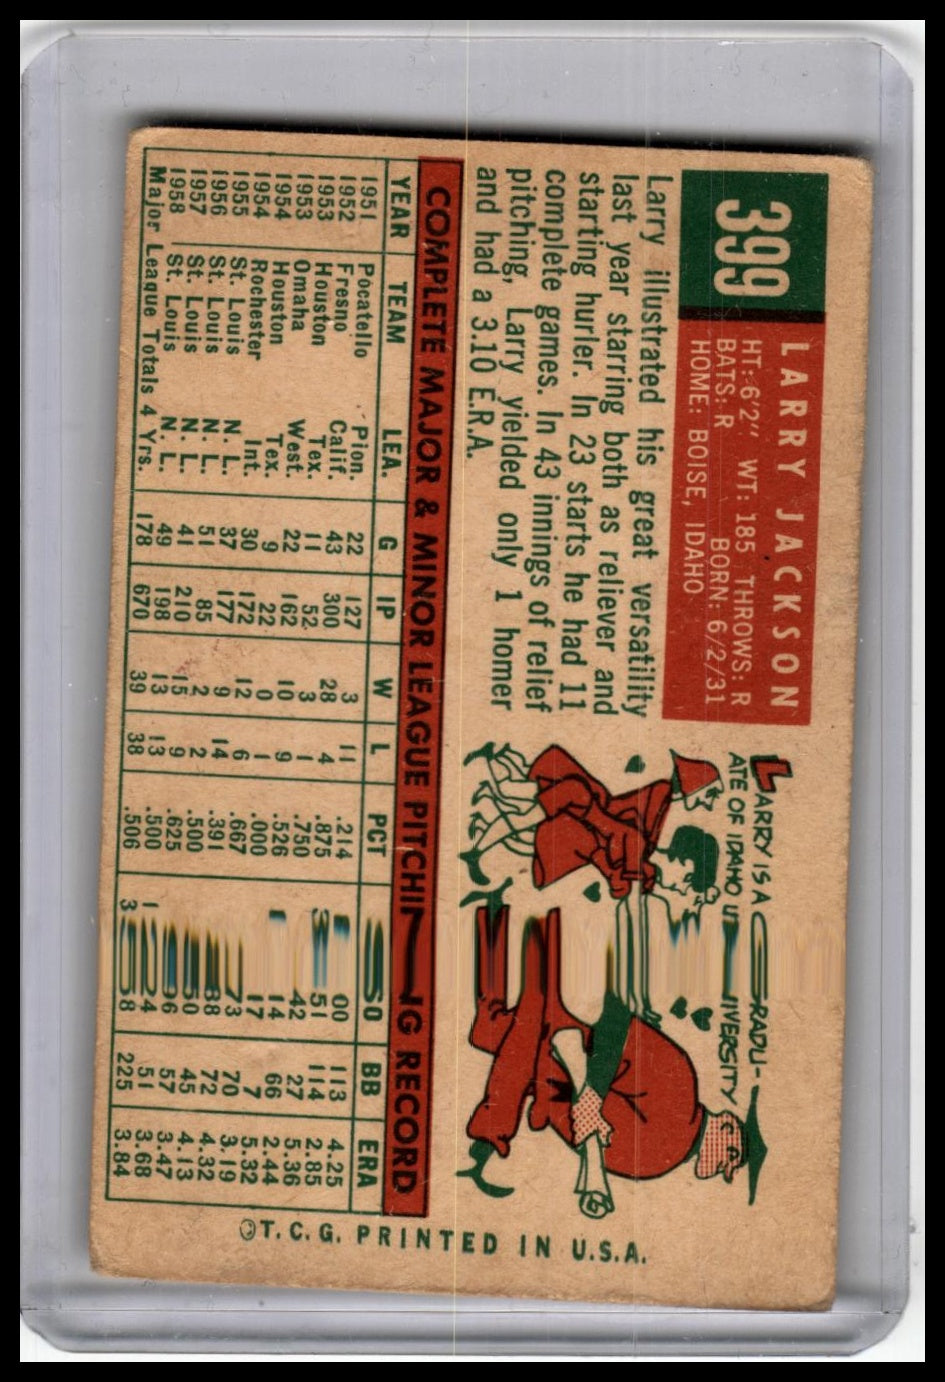 399
LARRY JACKSON
HT: 6'2" WT: 185 THROWS: R
BATS: R BORN: 6/2/31
HOME: BOISE, IDAHO
Larry illustrated his great versatility
last year starring both as reliever and
starting hurler. In 23 starts he had 11
complete games. In 43 innings of relief
pitching, Larry yielded only 1 homer
and had a 3.10 E.R.A.
LARRY IS A GRADU-
ATE OF IDAHO UNIVERSITY
COMPLETE MAJOR & MINOR LEAGUE PITCHING RECORD
YEAR TEAM LEA. G IP W L PCT SO BB ERA
1951 Pocatello Pion. 22 127 3 11 .214 113 4.25
1952 Fresno Calif. 43 300 28 4 .875 114 2.85
1953 Houston Tex. 11 52 3 1 .750 42 27 5.36
1953 Omaha West. 22 162 10 9 .526 66 2.44
1954 Houston Tex. 9 22 0 1 .000 17 7 5.32
1954 Rochester Int. 30 172 12 6 .667 73 70 3.19
1955 St. Louis N. L. 37 177 9 14 .391 88 72 4.32
1956 St. Louis N. L. 51 85 2 2 .500 50 45 4.13
1957 St. Louis N. L. 41 210 15 9 .625 96 57 3.47
1958 St. Louis N. L. 49 198 13 13 .500 51 3.68
Major League Totals 4 Yrs. 178 670 39 38 .506 225 3.84
©T. C. G. PRINTED IN U.S.A.